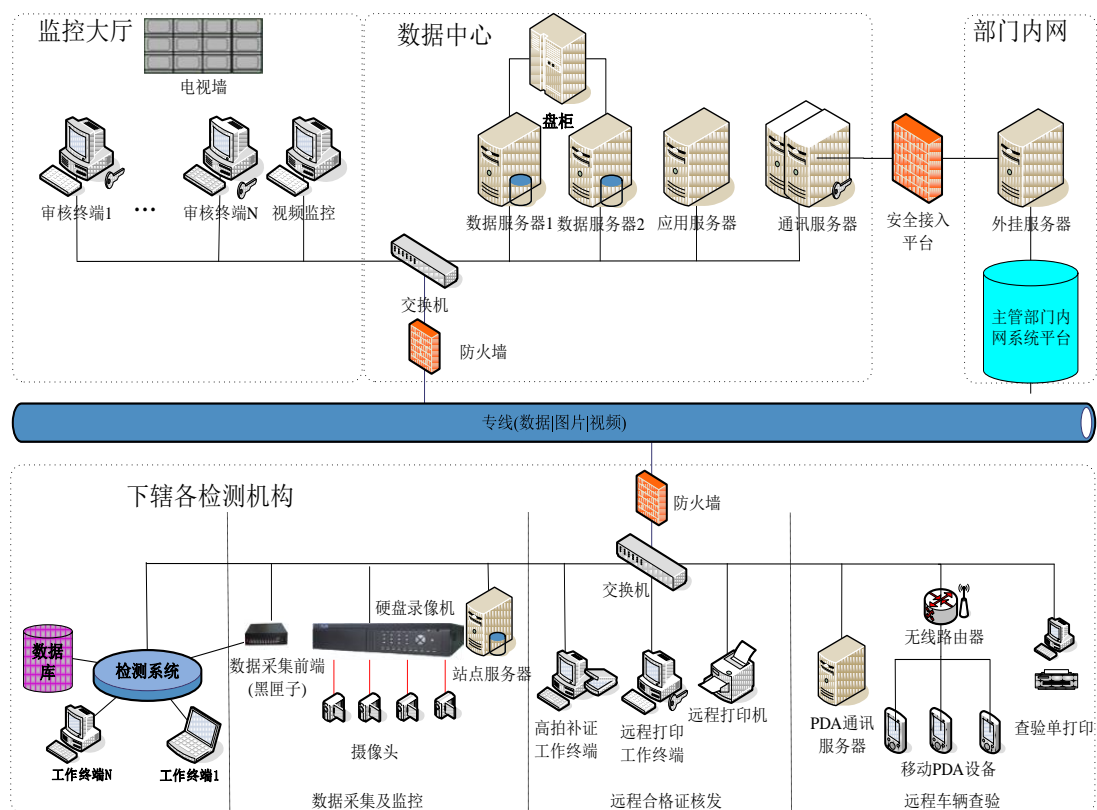 监控大厅
数据中心
部门内网
电视墙
盘柜
审核终端1
…
审核终端N
视频监控
数据服务器1
数据服务器2
应用服务器
通讯服务器
安全接入
平台
外挂服务器
交换机
防火墙
主管部门内
网系统平台
专线(数据|图片|视频)
下辖各检测机构
防火墙
交换机
数据
库
检测系统
工作终端N
工作终端1
数据采集前端
(黑匣子)
硬盘录像机
站点服务器
摄像头
高拍补证
工作终端
远程打印
工作终端
远程打印机
PDA通讯
服务器
无线路由器
移动PDA设备
查验单打印
数据采集及监控
远程合格证核发
远程车辆查验